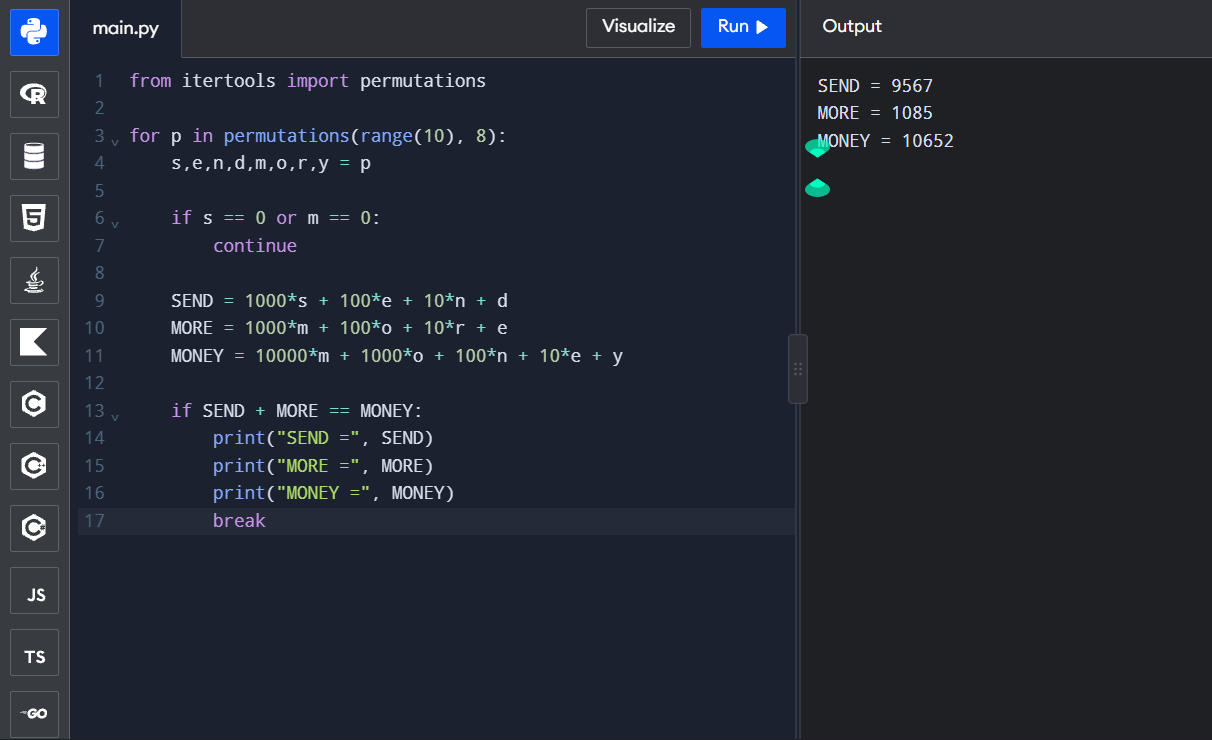 main.py
Visualize
Run
Output
1 from itertools import permutations
2
3 for p in permutations(range(10), 8):
4     s,e,n,d,m,o,r,y = p
5
6     if s == 0 or m == 0:
7         continue
8
9     SEND = 1000*s + 100*e + 10*n + d
10     MORE = 1000*m + 100*o + 10*r + e
11     MONEY = 10000*m + 1000*o + 100*n + 10*e + y
12
13     if SEND + MORE == MONEY:
14         print("SEND =", SEND)
15         print("MORE =", MORE)
16         print("MONEY =", MONEY)
17         break
SEND = 9567
MORE = 1085
MONEY = 10652
R
5
C
C++
C#
JS
TS
GO